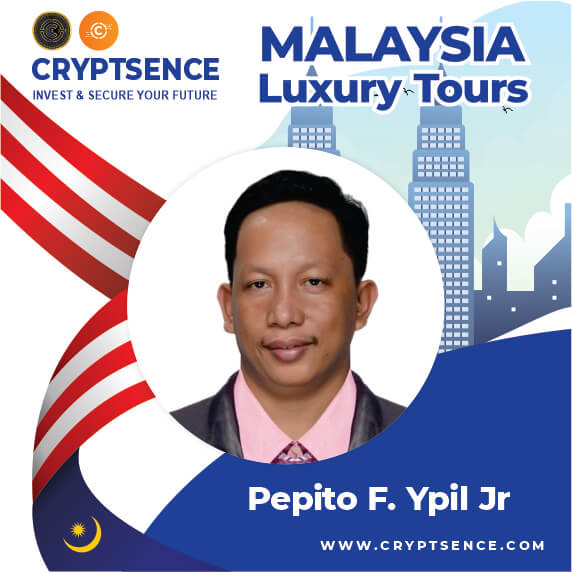 CRYPTSENCE
INVEST & SECURE YOUR FUTURE
MALAYSIA
Luxury Tours
Pepito F. Ypil Jr
WWW.CRYPTSENCE.COM